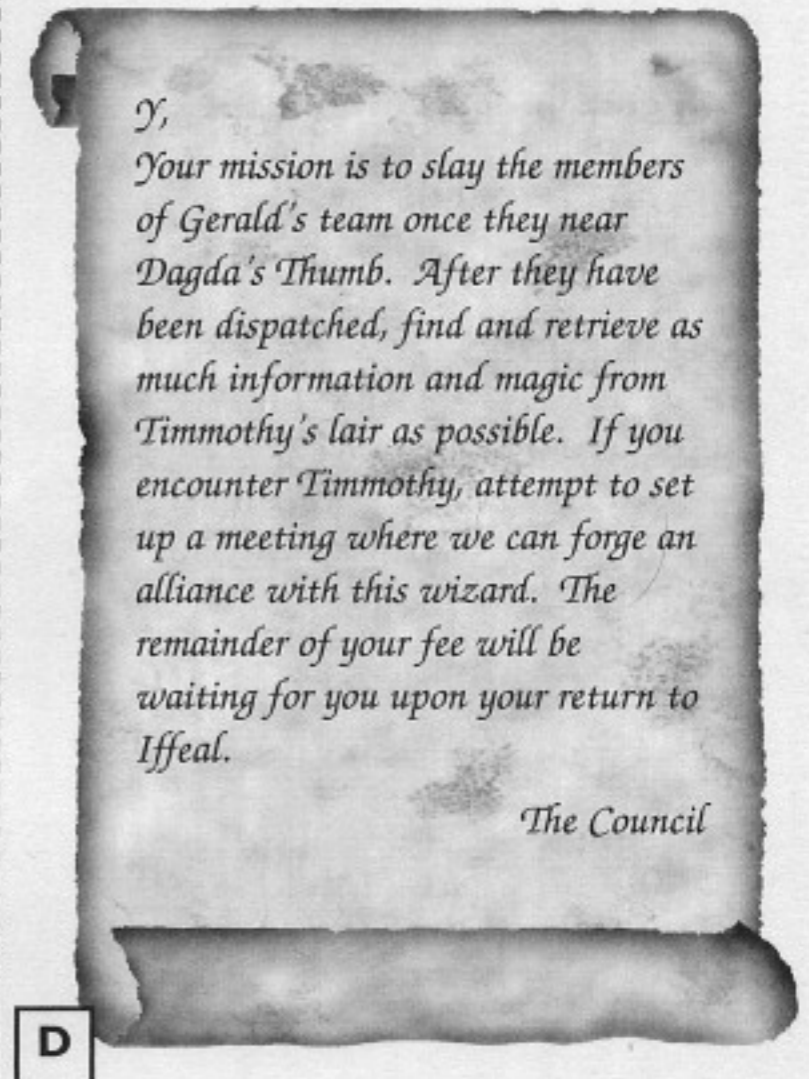 Y,
Your mission is to slay the members
of Gerald's team once they near
Dagda's Thumb. After they have
been dispatched, find and retrieve as
much information and magic from
Timmothy's lair as possible. If you
encounter Timmothy, attempt to set
up a meeting where we can forge an
alliance with this wizard. The
remainder of your fee will be
waiting for you upon your return to
Iffeal.
The Council
D